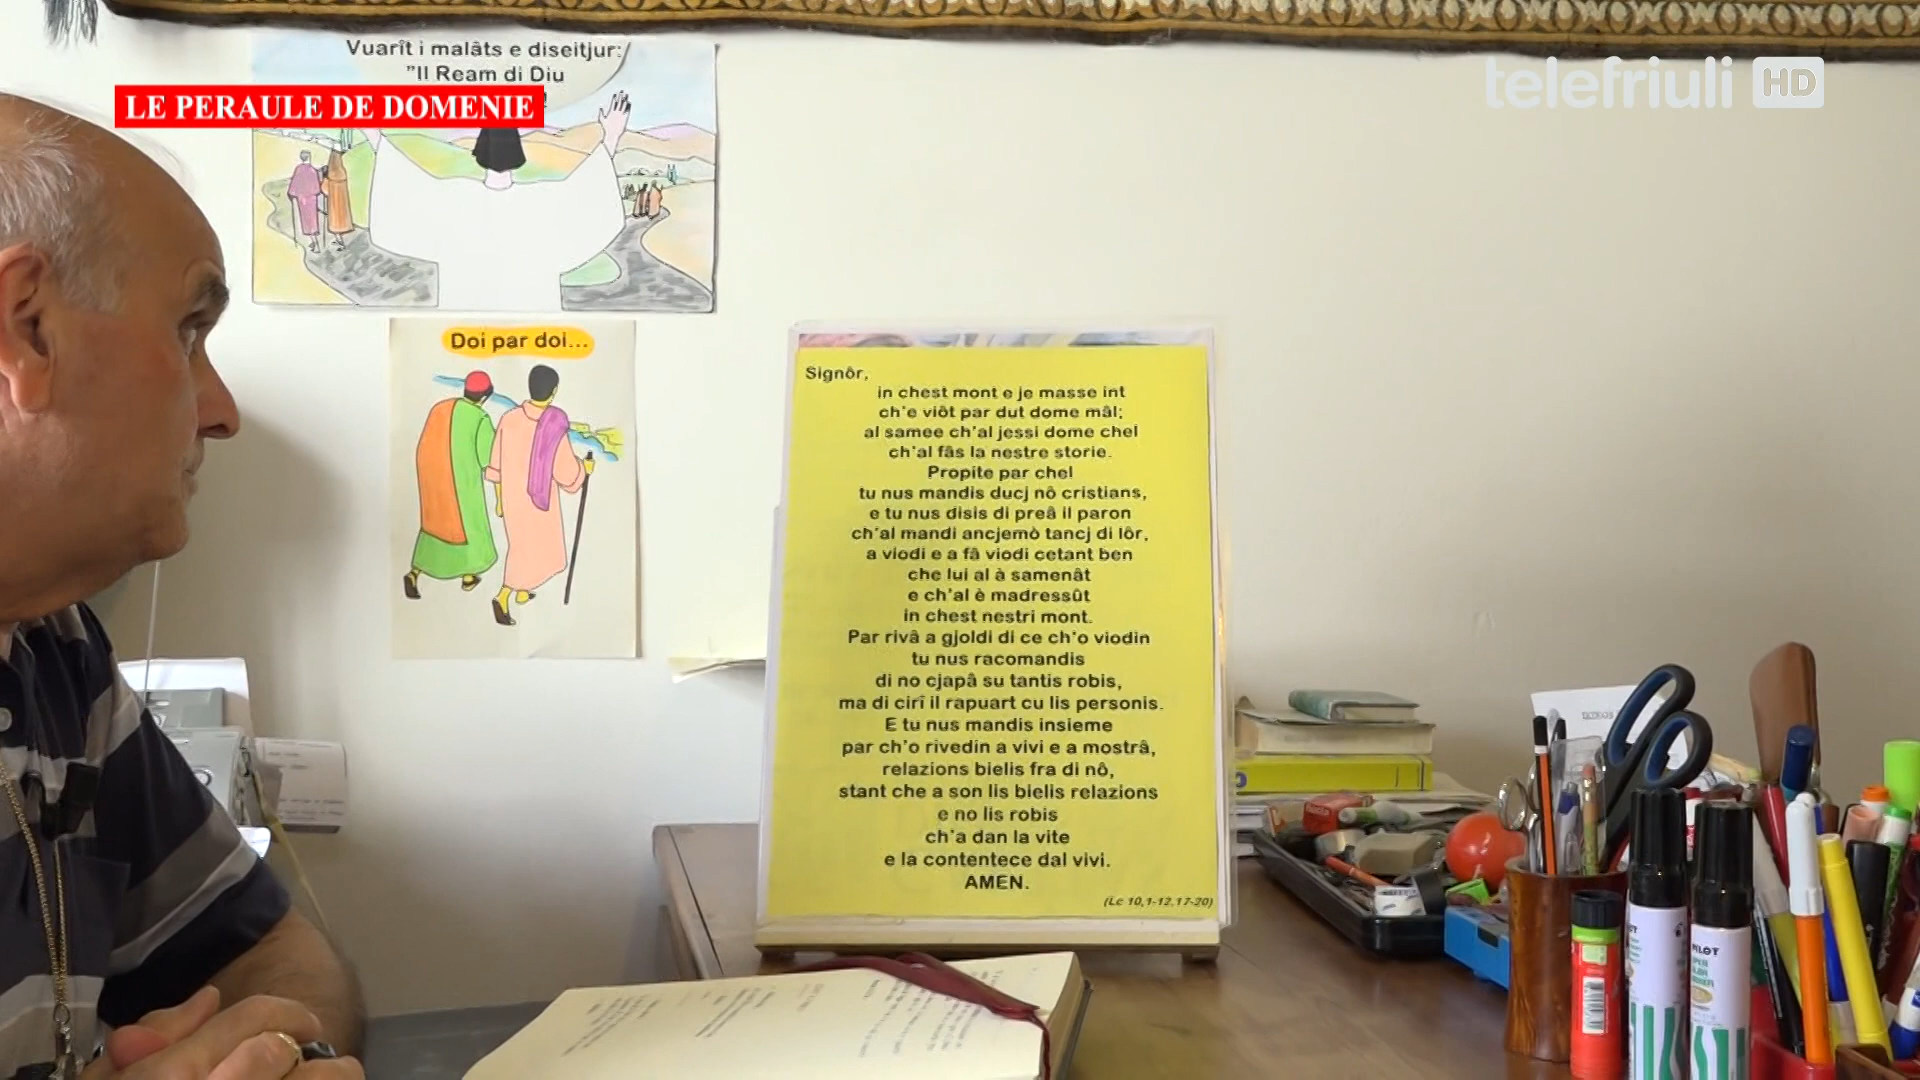 Vuarît i malâts e diseitjur:
"Il Ream di Diu
LE PERAULE DE DOMENIE
telefriuli HD
Doi par doi...
Signôr,
in chest mont e je masse int
ch'e viôt par dut dome mâl;
al samee ch'al jessi dome chel
ch'al fâs la nestre storie.
Propite par chel
tu nus mandis ducj nô cristians,
e tu nus disis di preâ il paron
ch'al mandi ancjemò tancj di lôr,
a viodi e a fâ viodi cetant ben
che lui al à samenât
e ch'al è madressût
in chest nestri mont.
Par rivâ a gjoldi di ce ch'o viodin
tu nus racomandis
di no cjapâ su tantis robis,
ma di cirî il rapuart cu lis personis.
E tu nus mandis insieme
par ch'o rivedin a vivi e a mostrâ,
relazions bielis fra di nô,
stant che a son lis bielis relazions
e no lis robis
ch'a dan la vite
e la contentece dal vivi.
AMEN.
(Lc 10,1-12,17-20)
PILOT